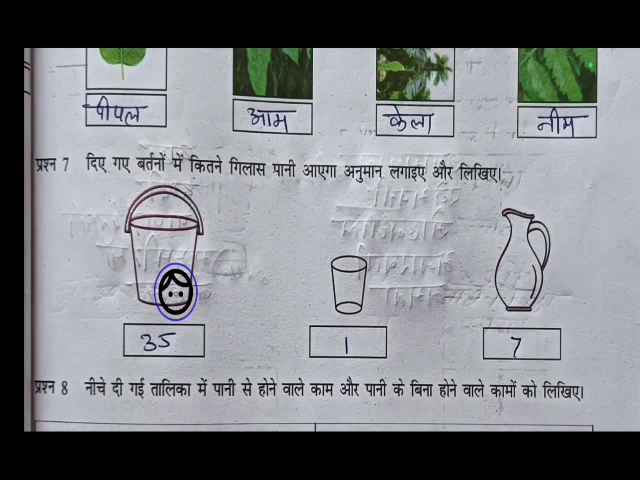 पीपल आम केला नीम
प्रश्न 7 दिए गए बर्तनों में कितने गिलास पानी आएगा अनुमान लगाइए और लिखिए।
35 1 7
प्रश्न 8 नीचे दी गई तालिका में पानी से होने वाले काम और पानी के बिना होने वाले कामों को लिखिए।